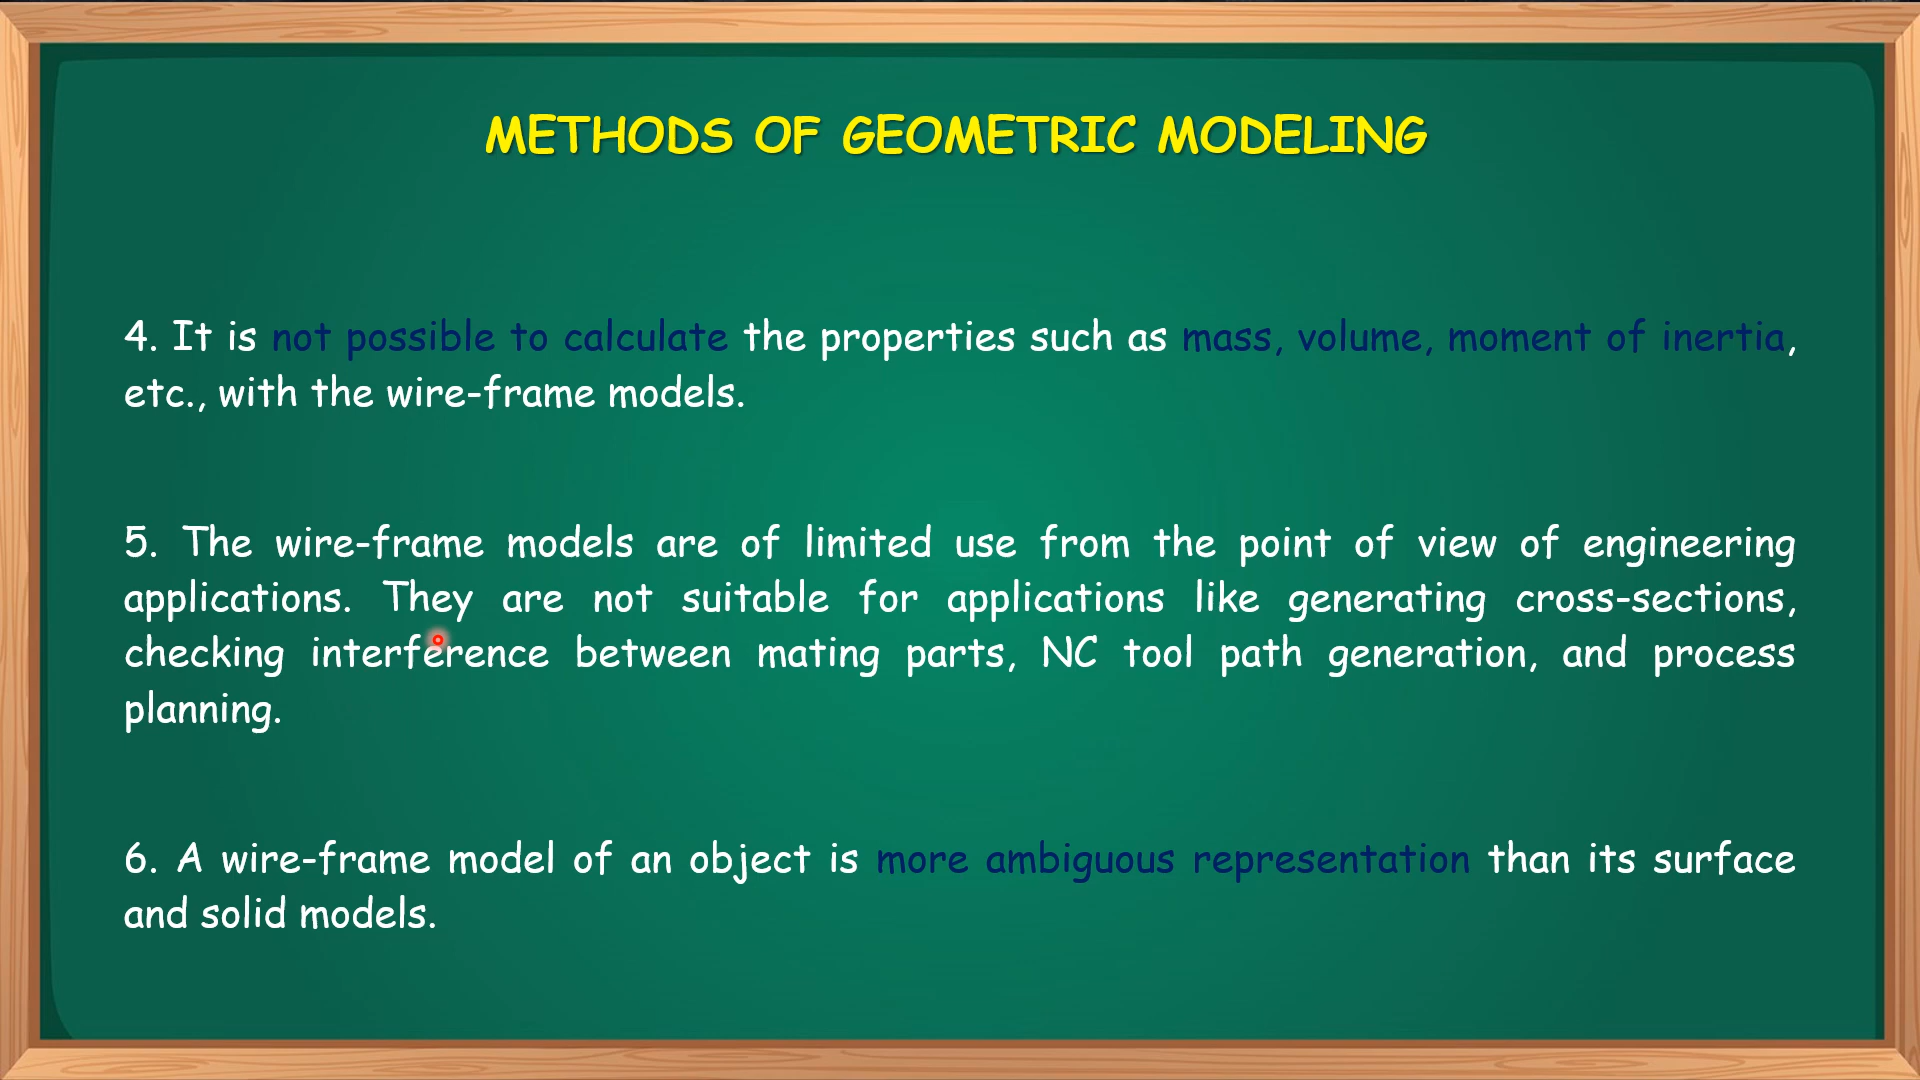 METHODS OF GEOMETRIC MODELING
4. It is not possible to calculate the properties such as mass, volume, moment of inertia,
etc., with the wire-frame models.
5. The wire-frame models are of limited use from the point of view of engineering
applications. They are not suitable for applications like generating cross-sections,
checking interference between mating parts, NC tool path generation, and process
planning.
6. A wire-frame model of an object is more ambiguous representation than its surface
and solid models.